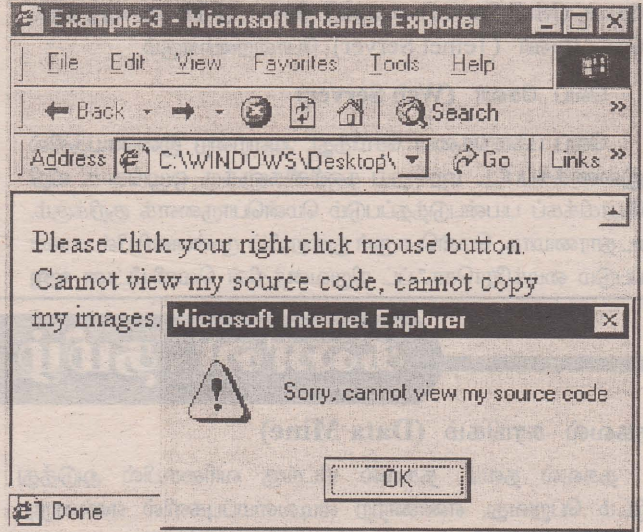 Example-3 - Microsoft Internet Explorer
File Edit View Favorites Tools Help
Back Search »
Address C:\WINDOWS\Desktop\ Go Links »
Please click your right click mouse button.
Cannot view my source code, cannot copy
my images.
Microsoft Internet Explorer
Sorry, cannot view my source code
OK
Done
(Data Mine)